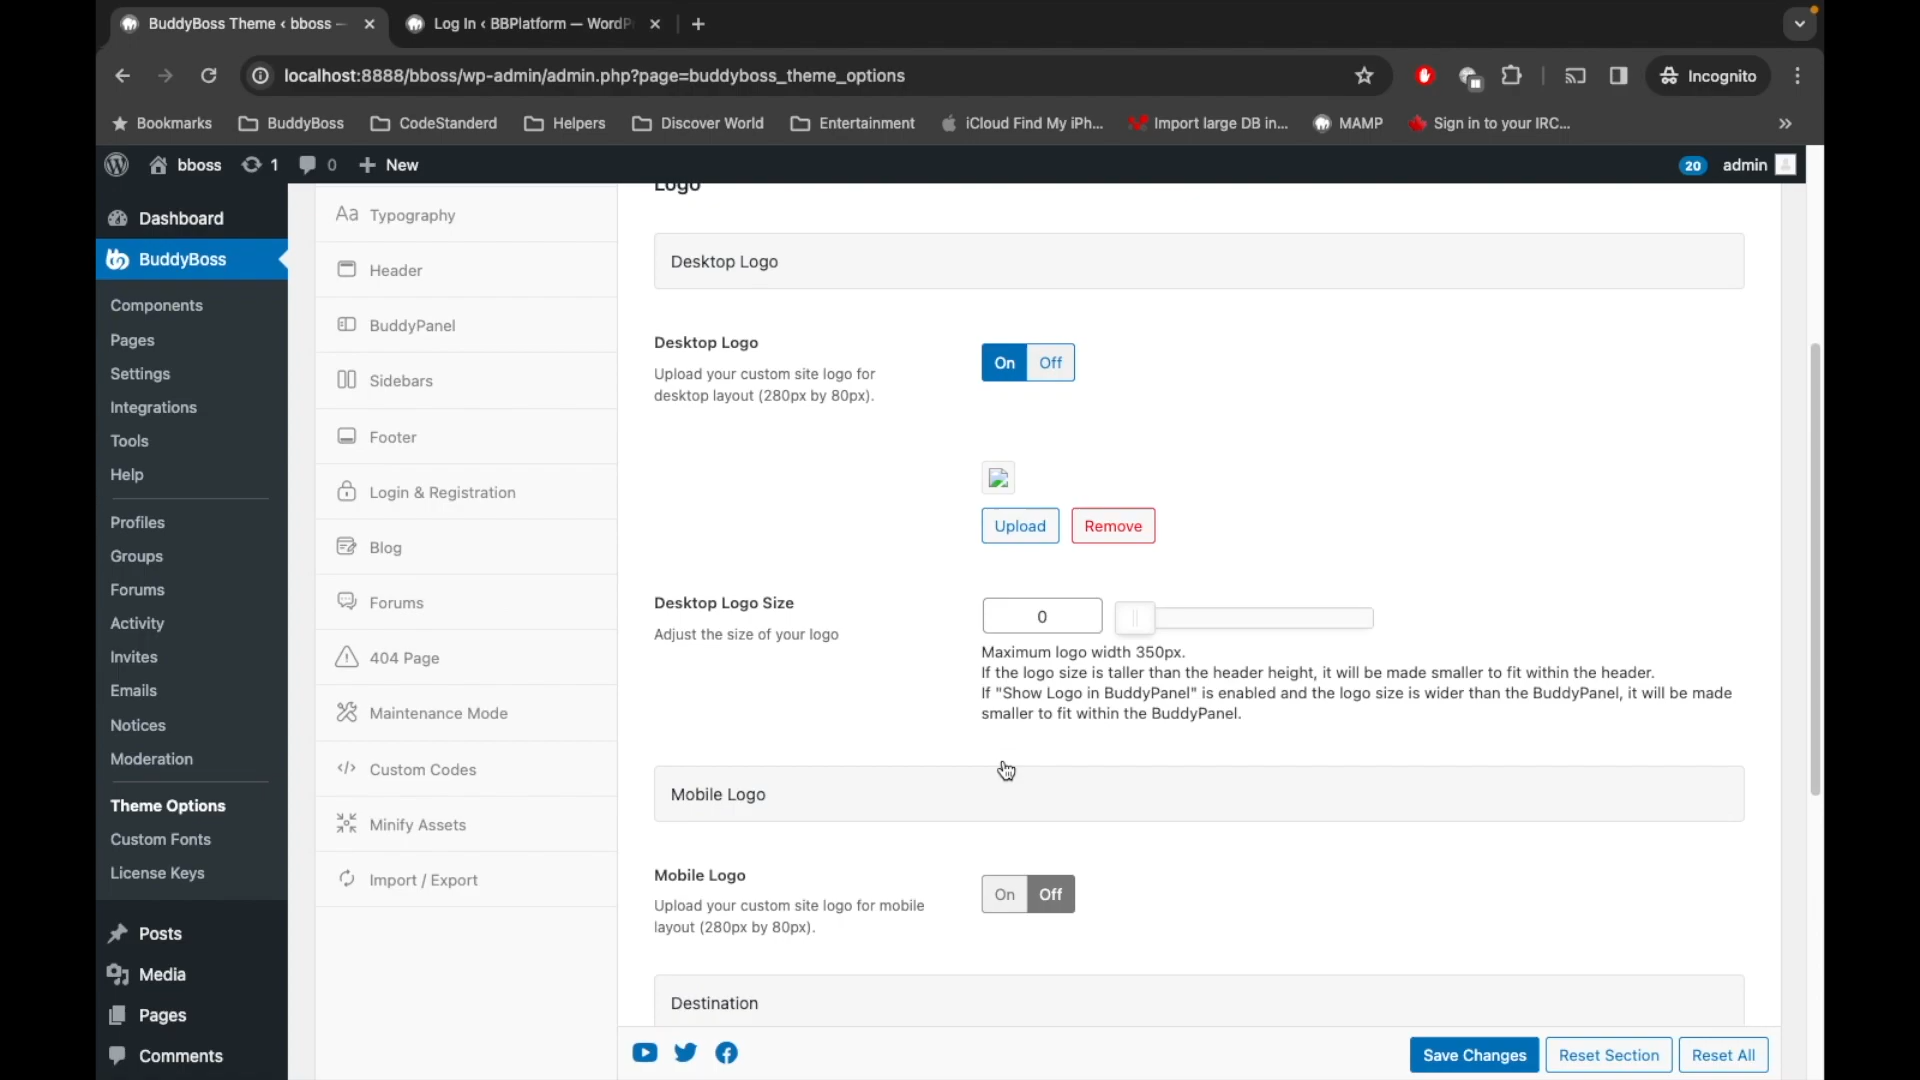 BuddyBoss Theme ‹ bboss –
Log In ‹ BBPlatform — WordP
localhost:8888/bboss/wp-admin/admin.php?page=buddyboss_theme_options
Incognito
Bookmarks
BuddyBoss
CodeStanderd
Helpers
Discover World
Entertainment
iCloud Find My iPh...
Import large DB in...
MAMP
Sign in to your IRC...
»
bboss
1
0
New
20
admin
Dashboard
BuddyBoss
Components
Pages
Settings
Integrations
Tools
Help
Profiles
Groups
Forums
Activity
Invites
Emails
Notices
Moderation
Theme Options
Custom Fonts
License Keys
Posts
Media
Pages
Comments
Aa Typography
Header
BuddyPanel
Sidebars
Footer
Login & Registration
Blog
Forums
404 Page
Maintenance Mode
Custom Codes
Minify Assets
Import / Export
Logo
Desktop Logo
Desktop Logo
Upload your custom site logo for
desktop layout (280px by 80px).
On Off
Upload Remove
Desktop Logo Size
Adjust the size of your logo
0
Maximum logo width 350px.
If the logo size is taller than the header height, it will be made smaller to fit within the header.
If "Show Logo in BuddyPanel" is enabled and the logo size is wider than the BuddyPanel, it will be made
smaller to fit within the BuddyPanel.
Mobile Logo
Mobile Logo
Upload your custom site logo for mobile
layout (280px by 80px).
On Off
Destination
Save Changes Reset Section Reset All